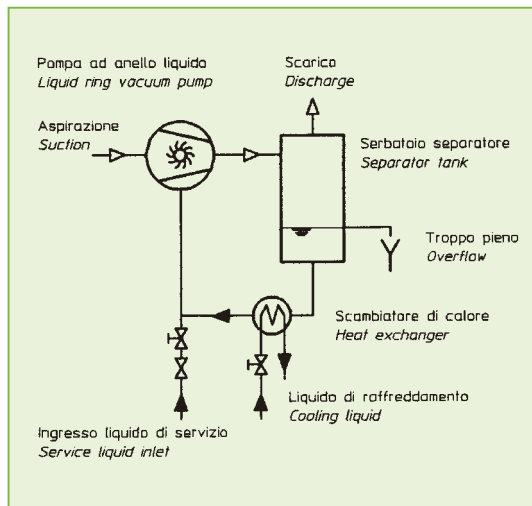 Pompa ad anello liquido
Liquid ring vacuum pump
Scarico
Discharge
Aspirazione
Suction
Serbatoio separatore
Separator tank
Troppo pieno
Overflow
Scambiatore di calore
Heat exchanger
Liquido di raffreddamento
Cooling liquid
Ingresso liquido di servizio
Service liquid inlet